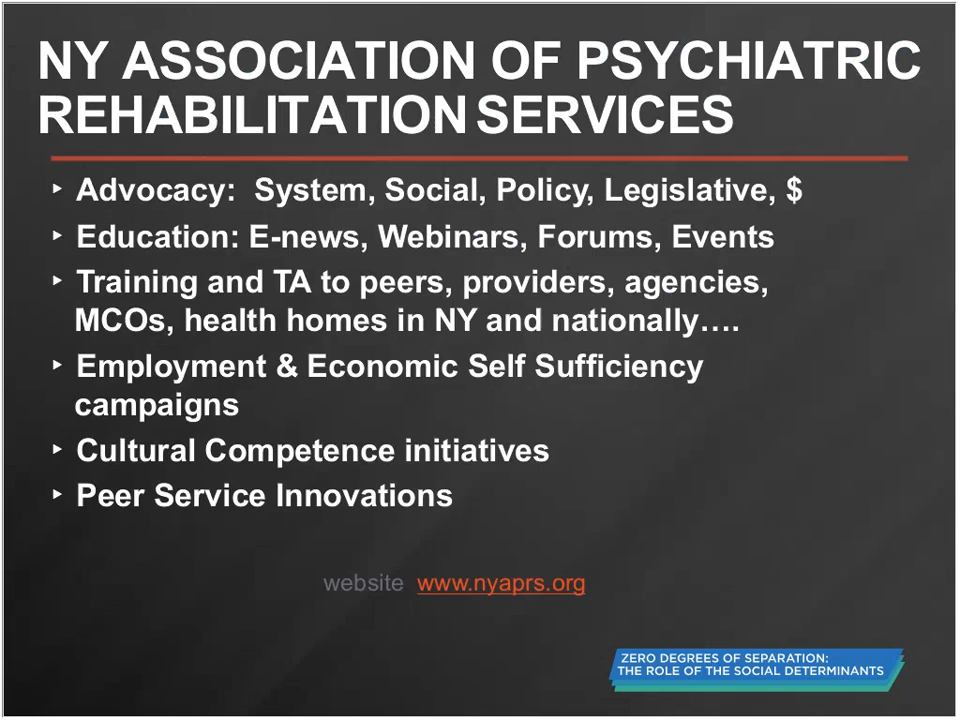 NY ASSOCIATION OF PSYCHIATRIC
REHABILITATION SERVICES
‣ Advocacy:  System, Social, Policy, Legislative, $
‣ Education: E-news, Webinars, Forums, Events
‣ Training and TA to peers, providers, agencies,
MCOs, health homes in NY and nationally….
‣ Employment & Economic Self Sufficiency
campaigns
‣ Cultural Competence initiatives
‣ Peer Service Innovations
website  www.nyaprs.org
ZERO DEGREES OF SEPARATION:
THE ROLE OF THE SOCIAL DETERMINANTS